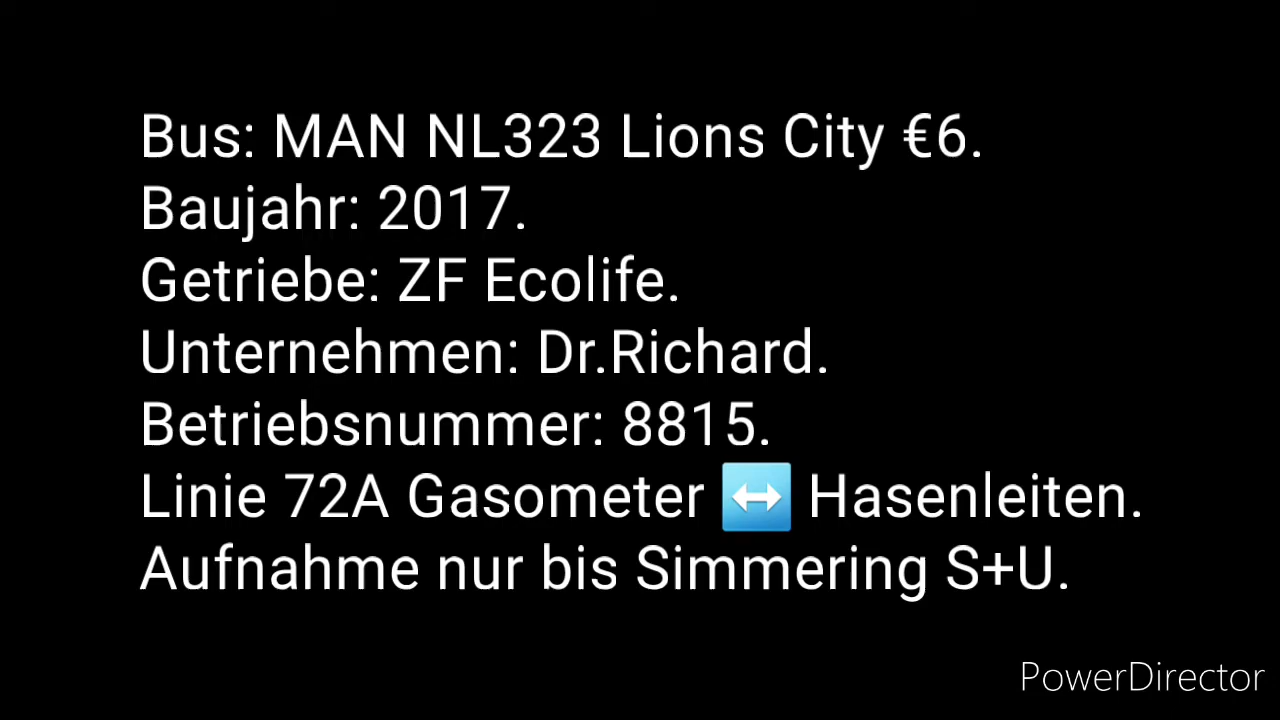 Bus: MAN NL323 Lions City €6.
Baujahr: 2017.
Getriebe: ZF Ecolife.
Unternehmen: Dr.Richard.
Betriebsnummer: 8815.
Linie 72A Gasometer ↔️ Hasenleiten.
Aufnahme nur bis Simmering S+U.
PowerDirector